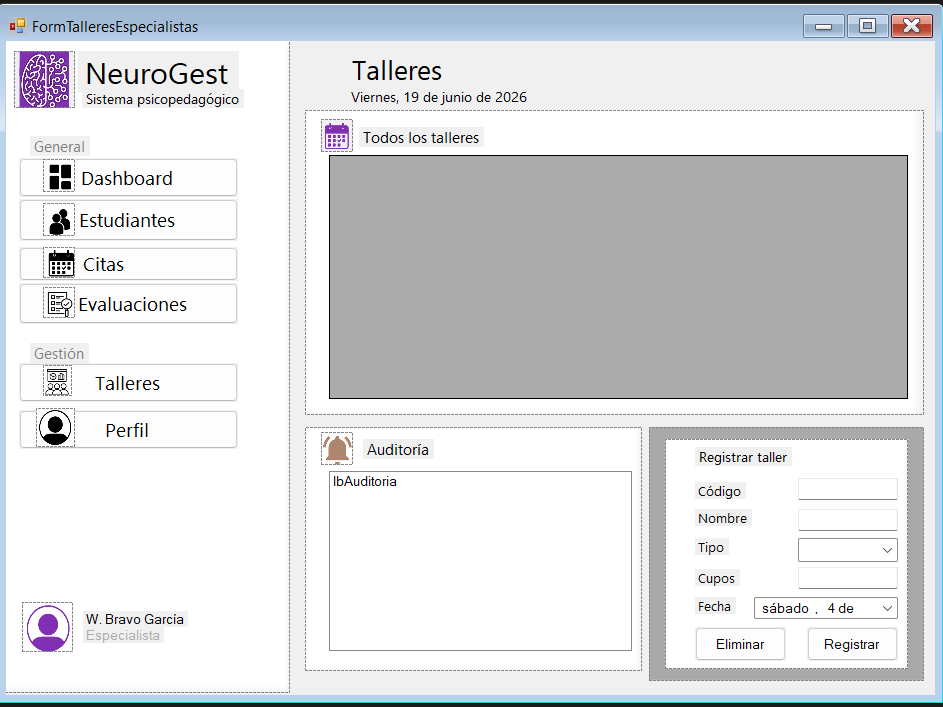 FormTalleresEspecialistas
NeuroGest
Sistema psicopedagógico
General
Dashboard
Estudiantes
Citas
Evaluaciones
Gestión
Talleres
Perfil
W. Bravo García
Especialista
Talleres
Viernes, 19 de junio de 2026
Todos los talleres
Auditoría
lbAuditoria
Registrar taller
Código
Nombre
Tipo
Cupos
Fecha sábado , 4 de
Eliminar Registrar